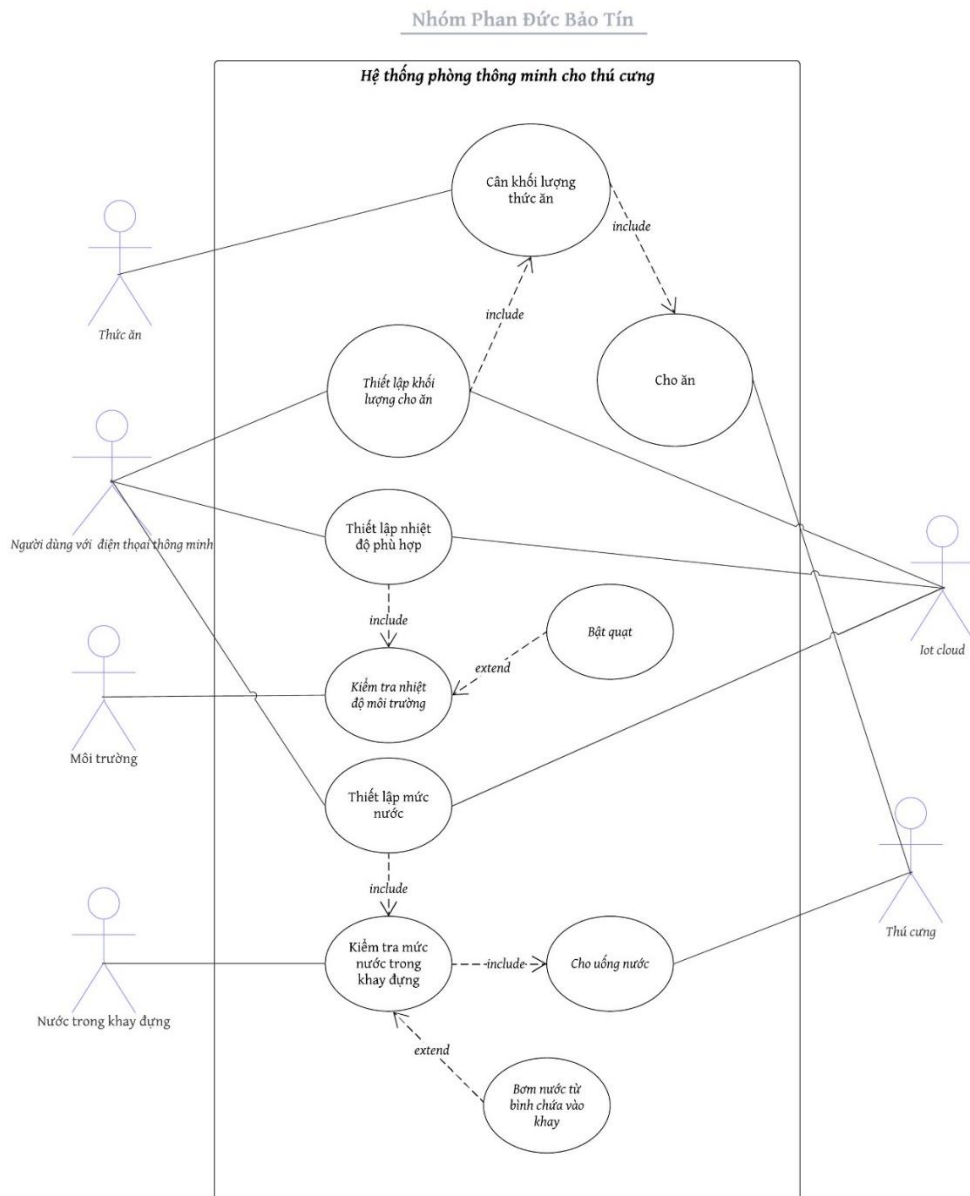 Nhóm Phan Đức Bảo Tín
Hệ thống phòng thông minh cho thú cưng
Cân khối lượng
thức ăn
include
include
Thức ăn
Thiết lập khối
lượng cho ăn
Cho ăn
Người dùng với điện thọai thông minh
Thiết lập nhiệt
độ phù hợp
include
Bật quạt
Iot cloud
extend
Kiểm tra nhiệt
độ môi trường
Môi trường
Thiết lập mức
nước
include
Thú cưng
Kiểm tra mức
nước trong
khay đựng
include
Cho uống nước
Nước trong khay đựng
extend
Bơm nước từ
bình chứa vào
khay